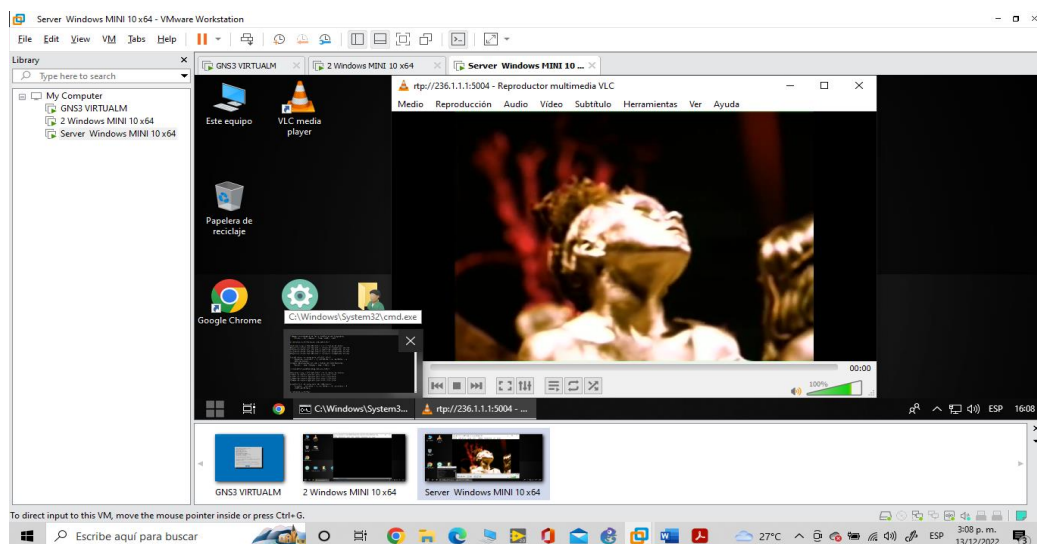 Server Windows MINI 10 x64 - VMware Workstation
File Edit View VM Tabs Help
Library
Type here to search
My Computer
GNS3 VIRTUALM
2 Windows MINI 10 x64
Server Windows MINI 10 x64
GNS3 VIRTUALM
2 Windows MINI 10 x64
Server Windows MINI 10 ...
Este equipo
VLC media
player
Papelera de
reciclaje
Google Chrome
rtp://236.1.1.1:5004 - Reproductor multimedia VLC
Medio Reproducción Audio Vídeo Subtítulo Herramientas Ver Ayuda
00:00
100%
C:\Windows\System32\cmd.exe
C:\Windows\System3...
rtp://236.1.1.1:5004 - ...
ESP 16:08
GNS3 VIRTUALM
2 Windows MINI 10 x64
Server Windows MINI 10 x64
To direct input to this VM, move the mouse pointer inside or press Ctrl+G.
Escribe aquí para buscar
27°C
ESP
3:08 p. m.
13/12/2022